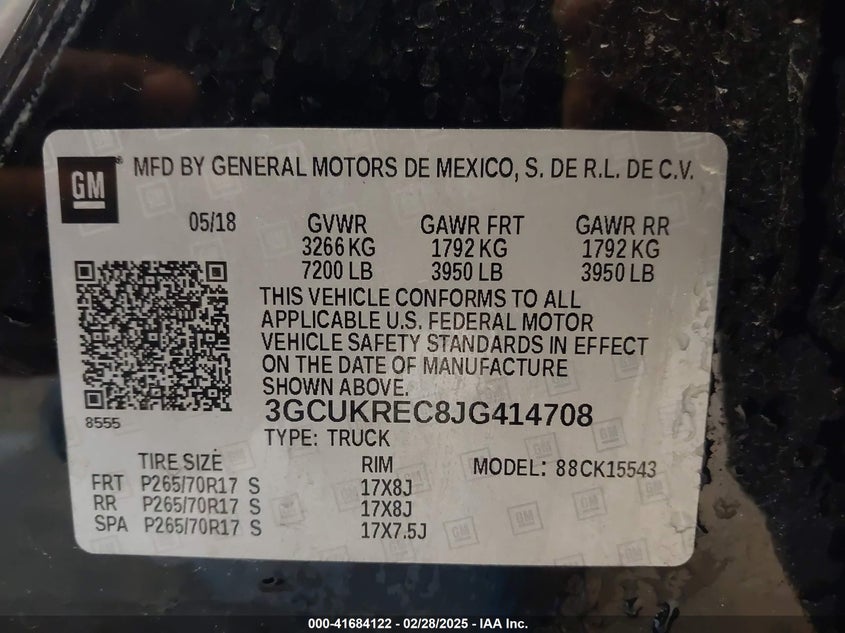 GM
MFD BY GENERAL MOTORS DE MEXICO, S. DE R.L. DE C.V.
05/18 GVWR GAWR FRT GAWR RR
3266 KG 1792 KG 1792 KG
7200 LB 3950 LB 3950 LB
THIS VEHICLE CONFORMS TO ALL
APPLICABLE U.S. FEDERAL MOTOR
VEHICLE SAFETY STANDARDS IN EFFECT
ON THE DATE OF MANUFACTURE
SHOWN ABOVE.
8555
3GCUKREC8JG414708
TYPE: TRUCK
TIRE SIZE RIM MODEL: 88CK15543
FRT P265/70R17 S 17X8J
RR P265/70R17 S 17X8J
SPA P265/70R17 S 17X7.5J
000-41684122 - 02/28/2025 - IAA Inc.